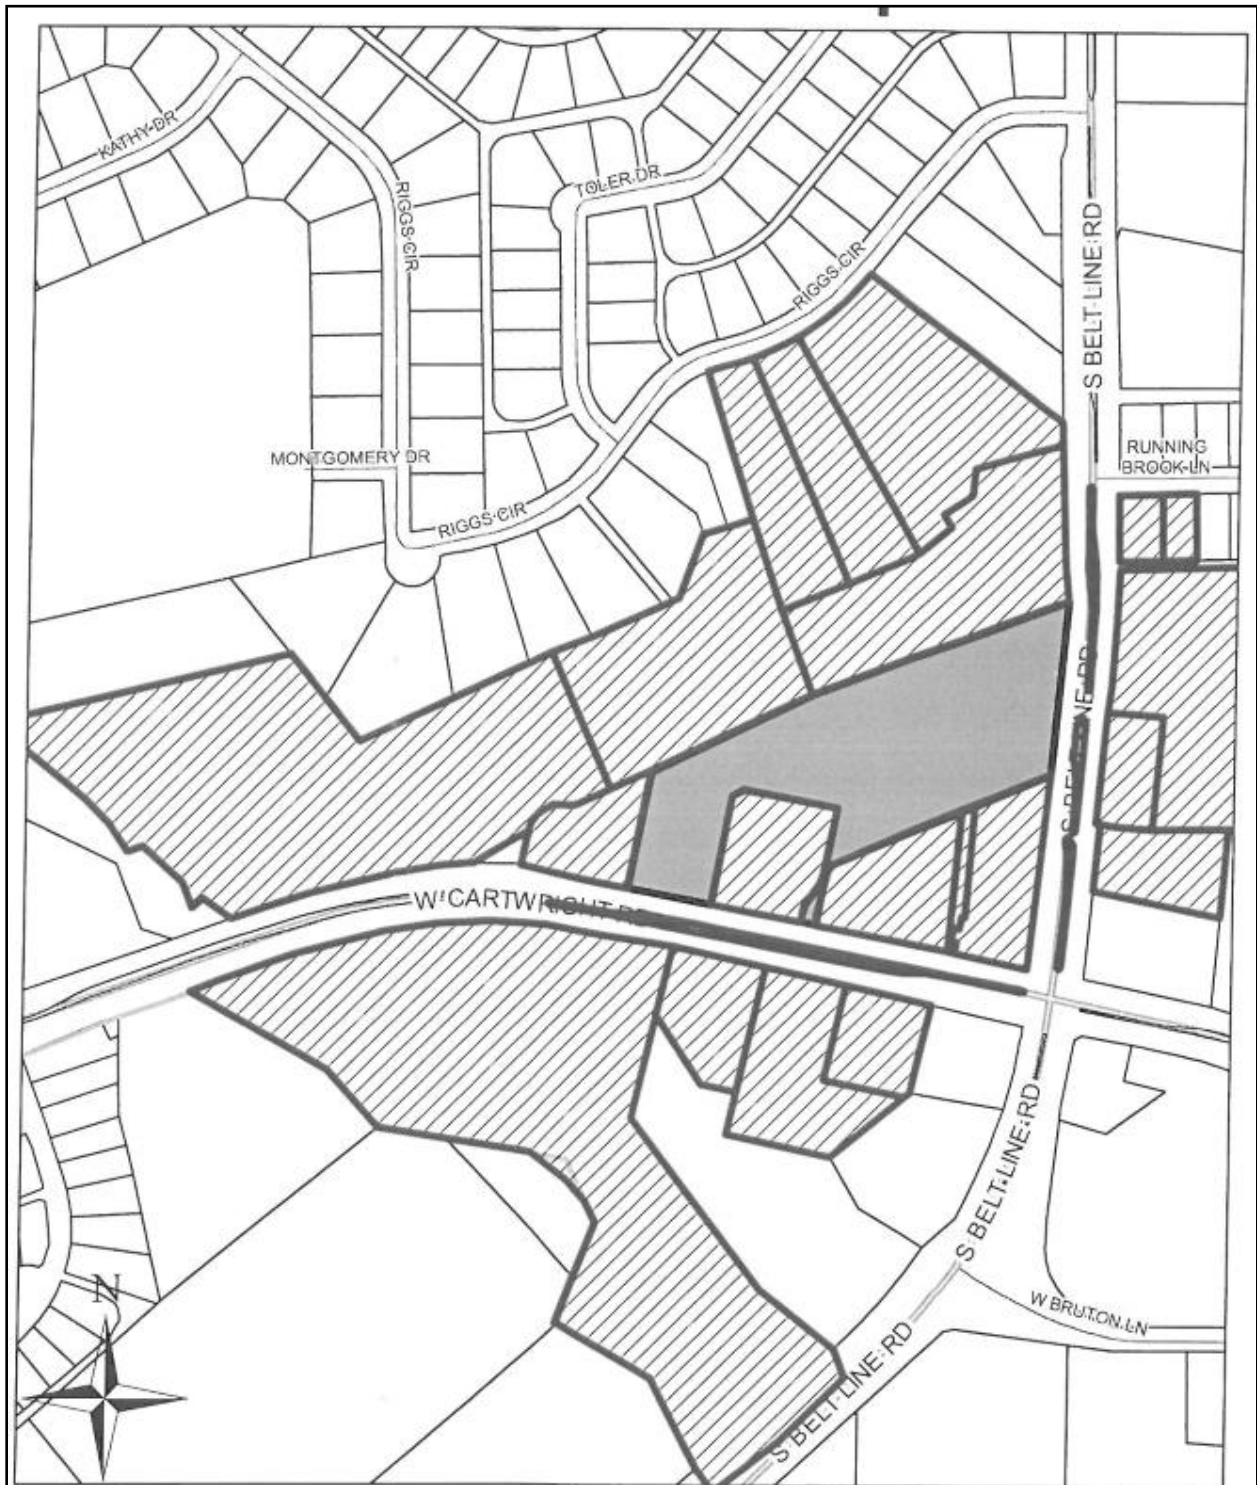 KATHY DR
RIGGS CIR
TOLER DR
RIGGS CIR
S BELT LINE RD
MONTGOMERY DR
RUNNING
BROOK LN
RIGGS CIR
S BELT LINE RD
W CARTWRIGHT RD
S BELT LINE RD
N
W BRUTON LN
S BELT LINE RD